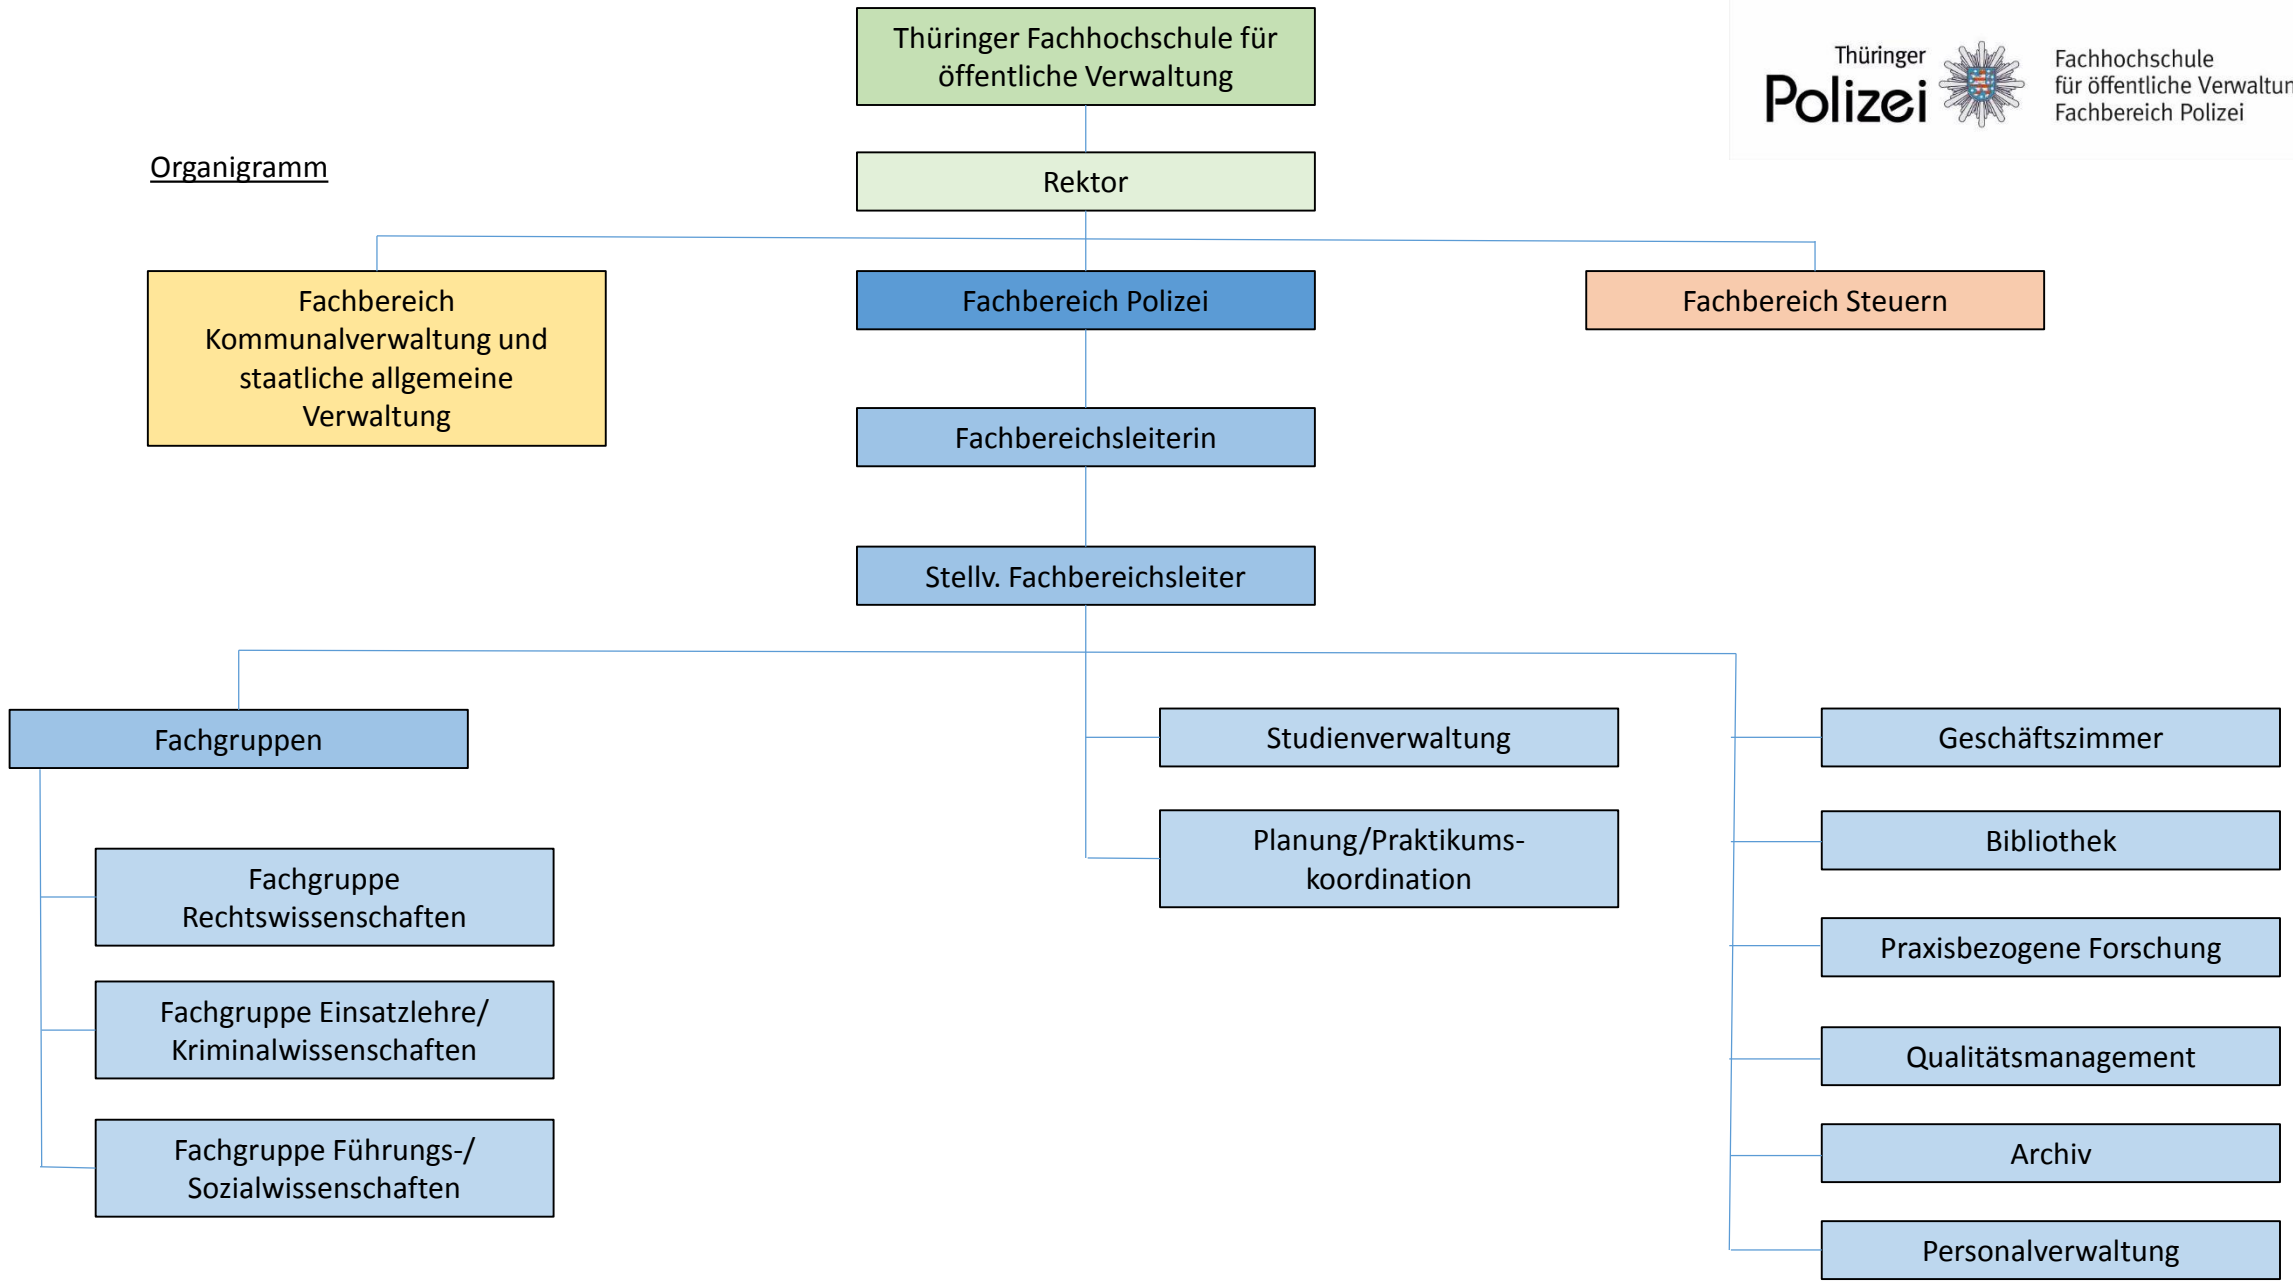 Thüringer Fachhochschule für
öffentliche Verwaltung
Thüringer
Polizei
Fachhochschule
für öffentliche Verwaltun
Fachbereich Polizei
Organigramm
Rektor
Fachbereich
Kommunalverwaltung und
staatliche allgemeine
Verwaltung
Fachbereich Polizei
Fachbereich Steuern
Fachbereichsleiterin
Stellv. Fachbereichsleiter
Fachgruppen
Fachgruppe
Rechtswissenschaften
Fachgruppe Einsatzlehre/
Kriminalwissenschaften
Fachgruppe Führungs-/
Sozialwissenschaften
Studienverwaltung
Planung/Praktikums-
koordination
Geschäftszimmer
Bibliothek
Praxisbezogene Forschung
Qualitätsmanagement
Archiv
Personalverwaltung